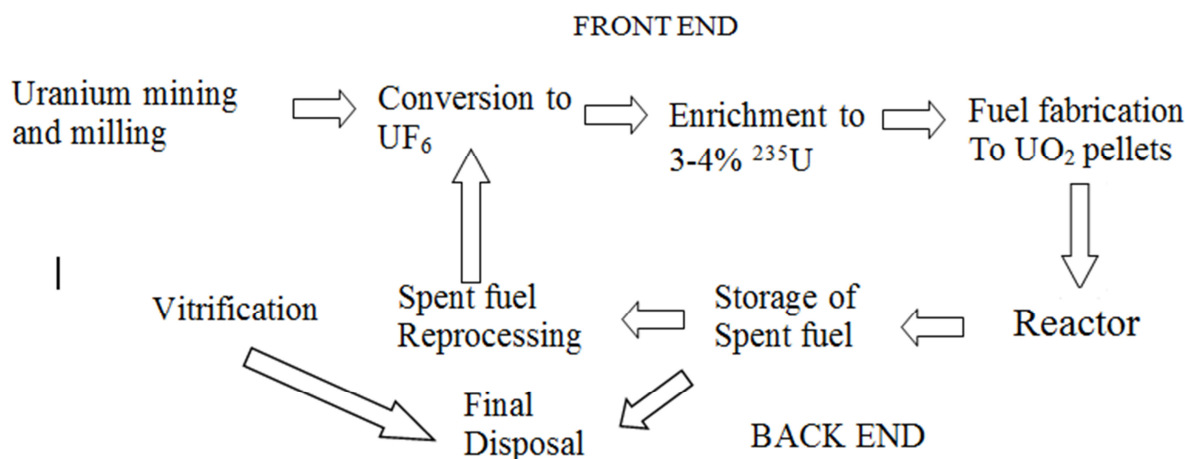 FRONT END
Uranium mining
and milling
Conversion to
UF₆
Enrichment to
3-4% ²³⁵U
Fuel fabrication
To UO₂ pellets
Vitrification
Spent fuel
Reprocessing
Storage of
Spent fuel
Reactor
Final
Disposal
BACK END